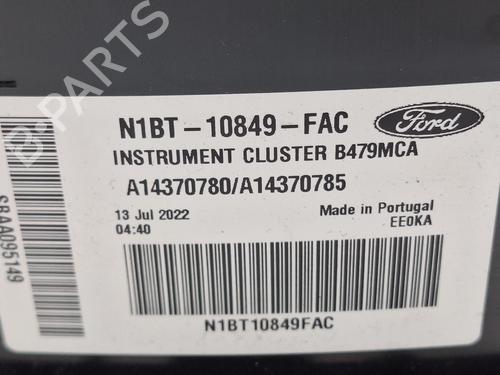 B PARTS
N1BT-10849-FAC
Ford
INSTRUMENT CLUSTER B479MCA
A14370780/A14370785
13 Jul 2022
04:40
Made in Portugal
EE0KA
N1BT10849FAC
SBAA095149